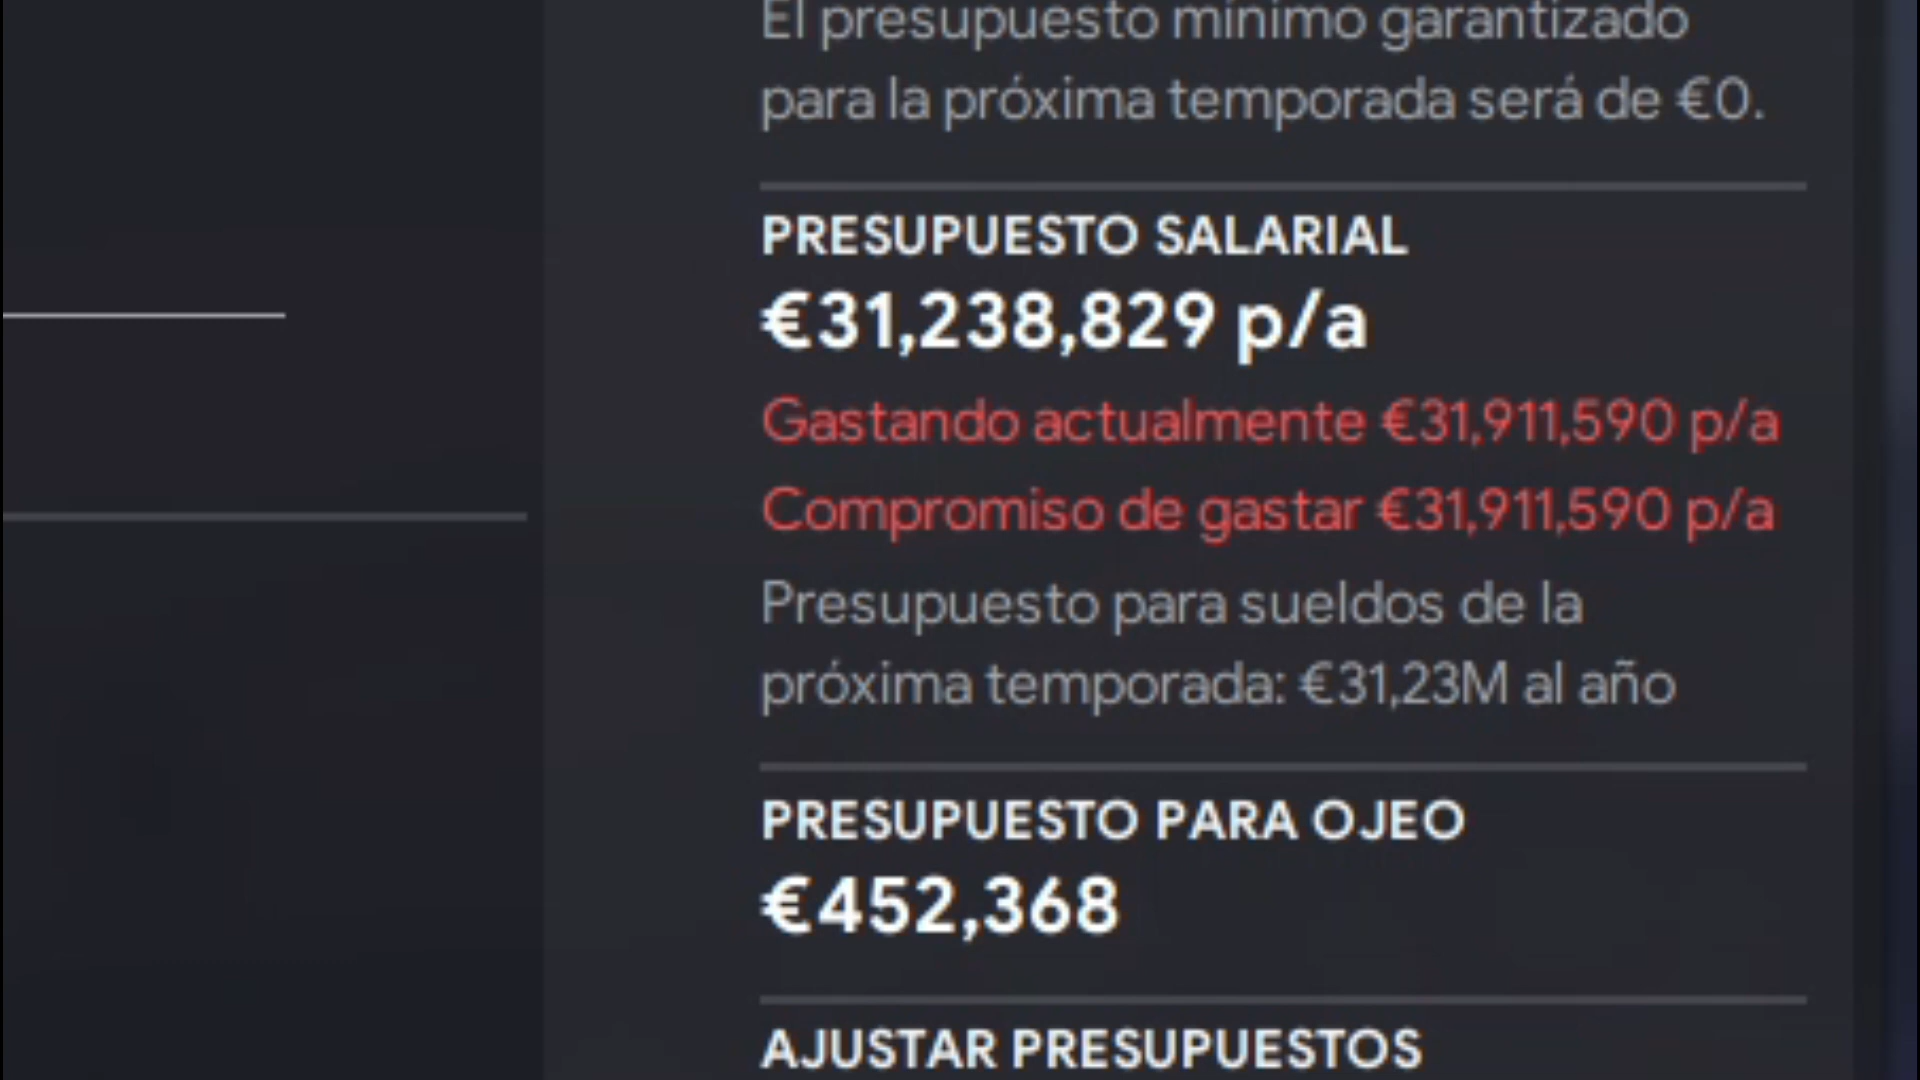 El presupuesto mínimo garantizado
para la próxima temporada será de €0.
PRESUPUESTO SALARIAL
€31,238,829 p/a
Gastando actualmente €31,911,590 p/a
Compromiso de gastar €31,911,590 p/a
Presupuesto para sueldos de la
próxima temporada: €31,23M al año
PRESUPUESTO PARA OJEO
€452,368
AJUSTAR PRESUPUESTOS